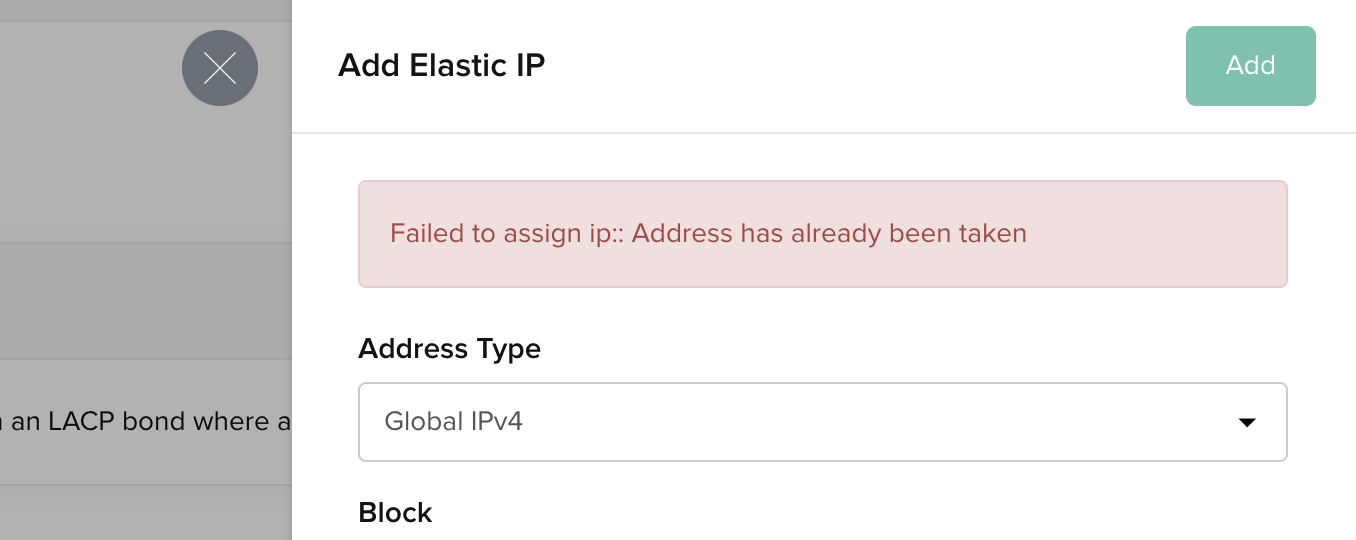 Add Elastic IP
Add
Failed to assign ip:: Address has already been taken
Address Type
Global IPv4
an LACP bond where a
Block